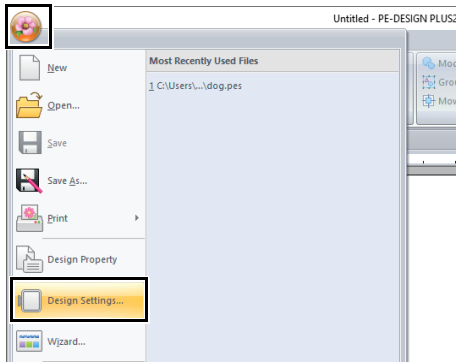 Untitled - PE-DESIGN PLUS2
New
Open...
Save
Save As...
Print
Design Property
Design Settings...
Wizard...
Most Recently Used Files
1 C:\Users\...\dog.pes